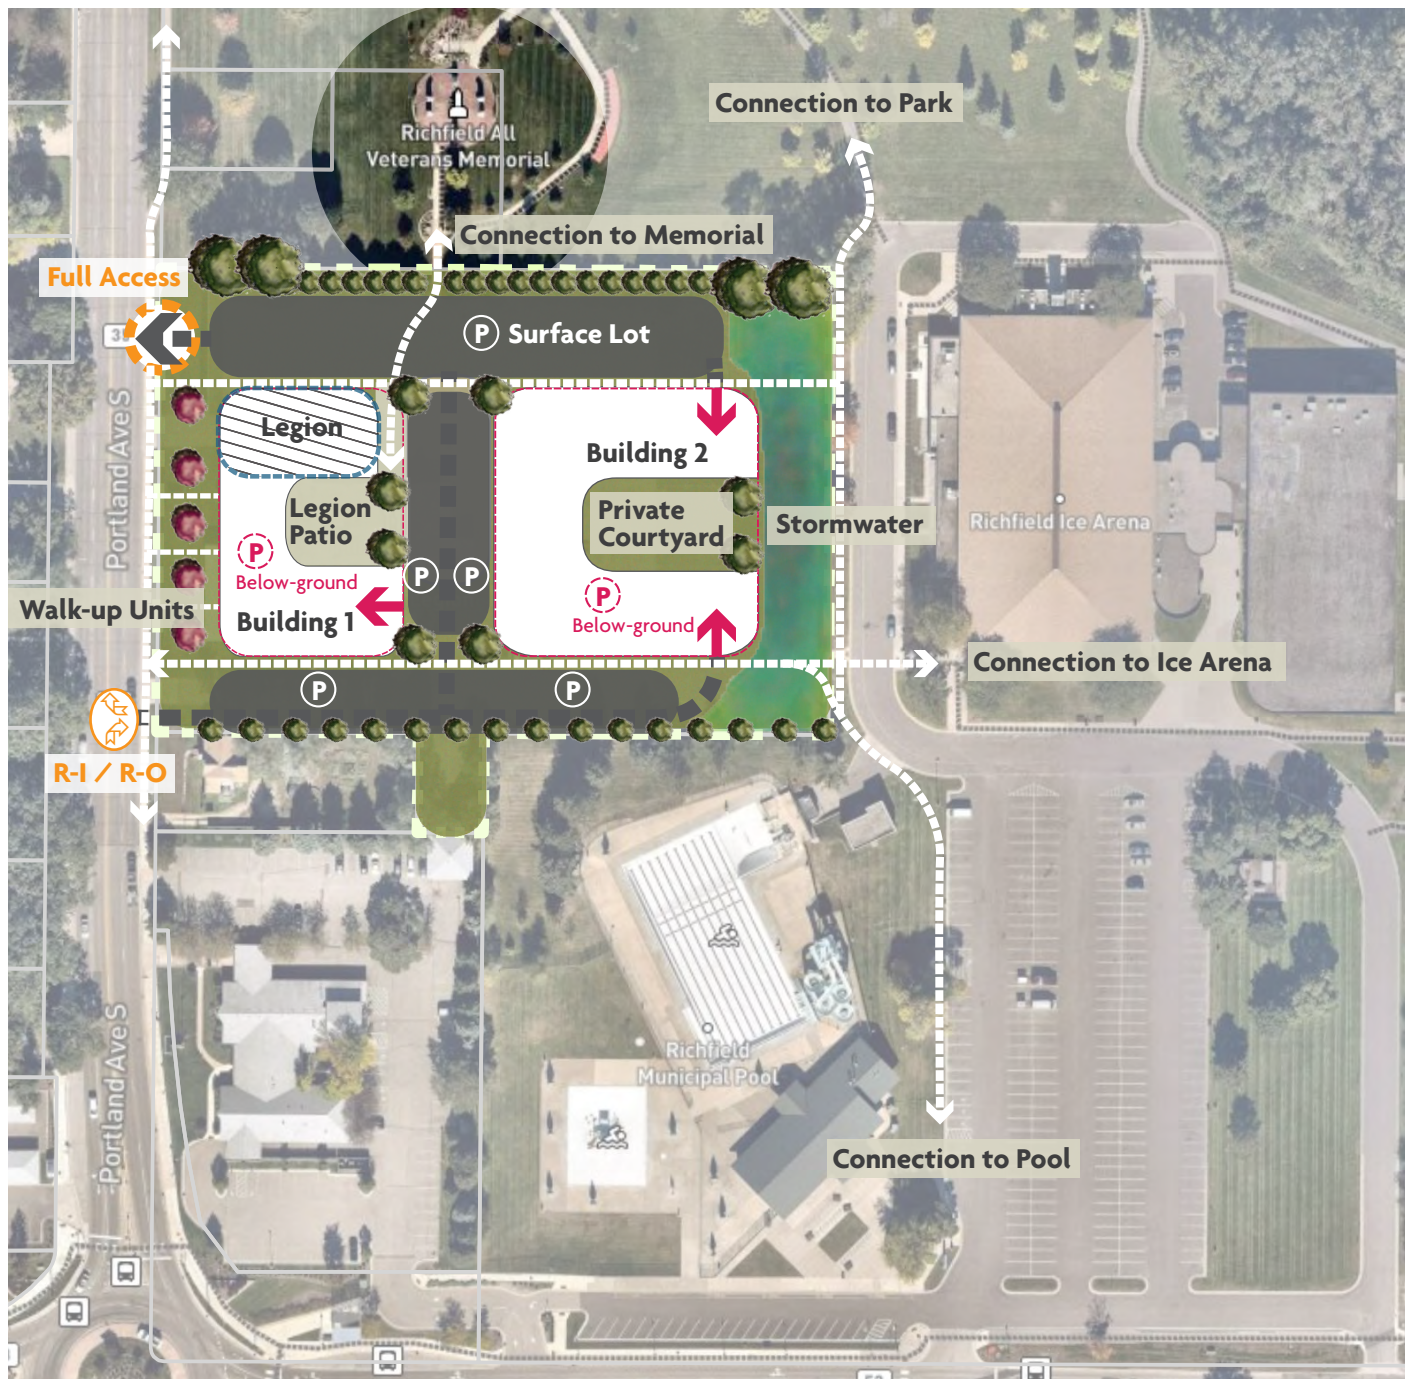 Connection to Park
Richfield All
Veterans Memorial
Connection to Memorial
Full Access
P Surface Lot
Portland Ave S
Legion
Building 2
Legion
Patio
Private
Courtyard
Stormwater
Richfield Ice Arena
P
Below-ground
P
P
P
Below-ground
Walk-up Units
Building 1
Connection to Ice Arena
P
P
R-I / R-O
Portland Ave S
Richfield
Municipal Pool
Connection to Pool